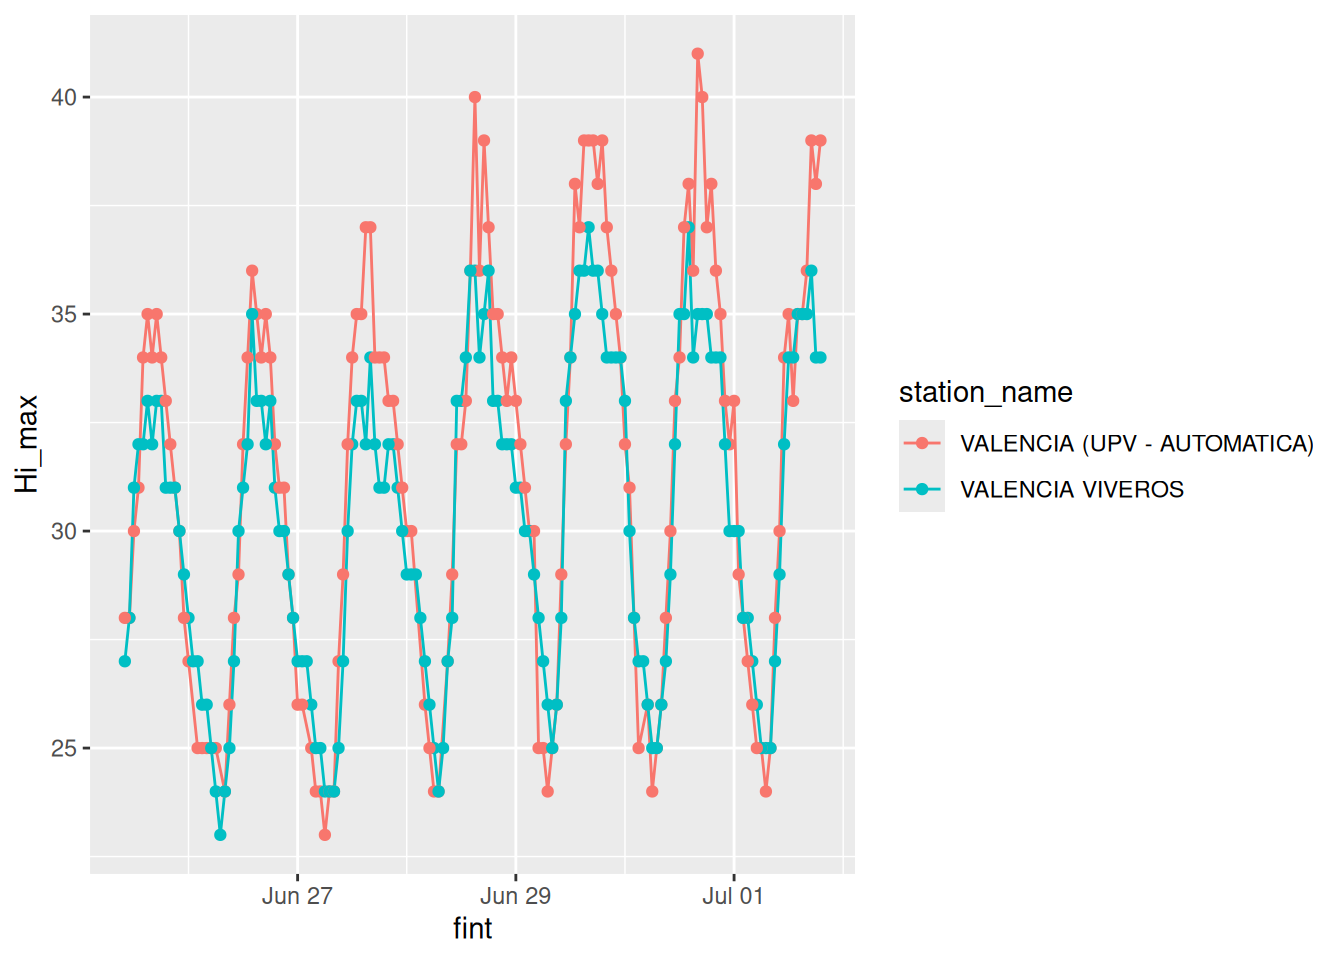 40
35
30
25
Hi_max
Jun 27
Jun 29
Jul 01
fint
station_name
VALENCIA (UPV - AUTOMATICA)
VALENCIA VIVEROS